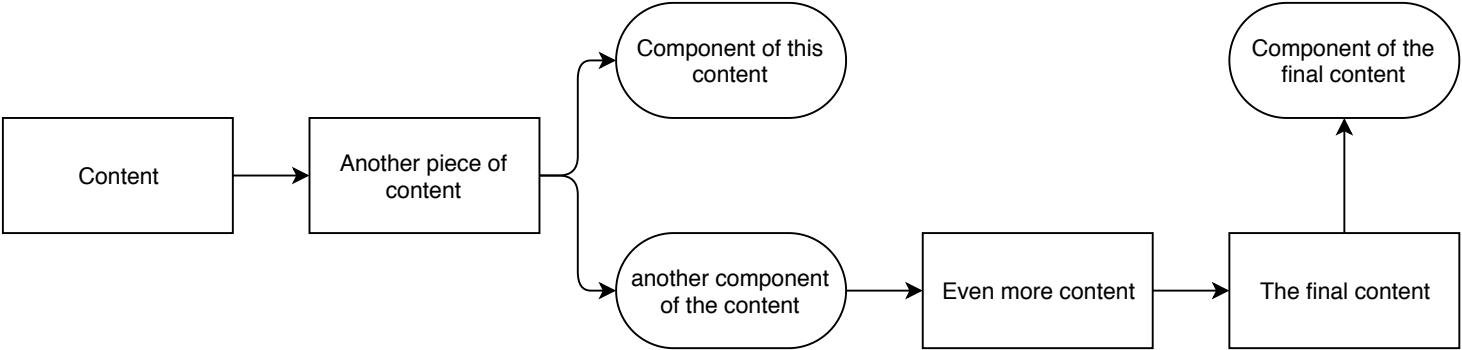 Component of this
content
Component of the
final content
Content
Another piece of
content
another component
of the content
Even more content
The final content